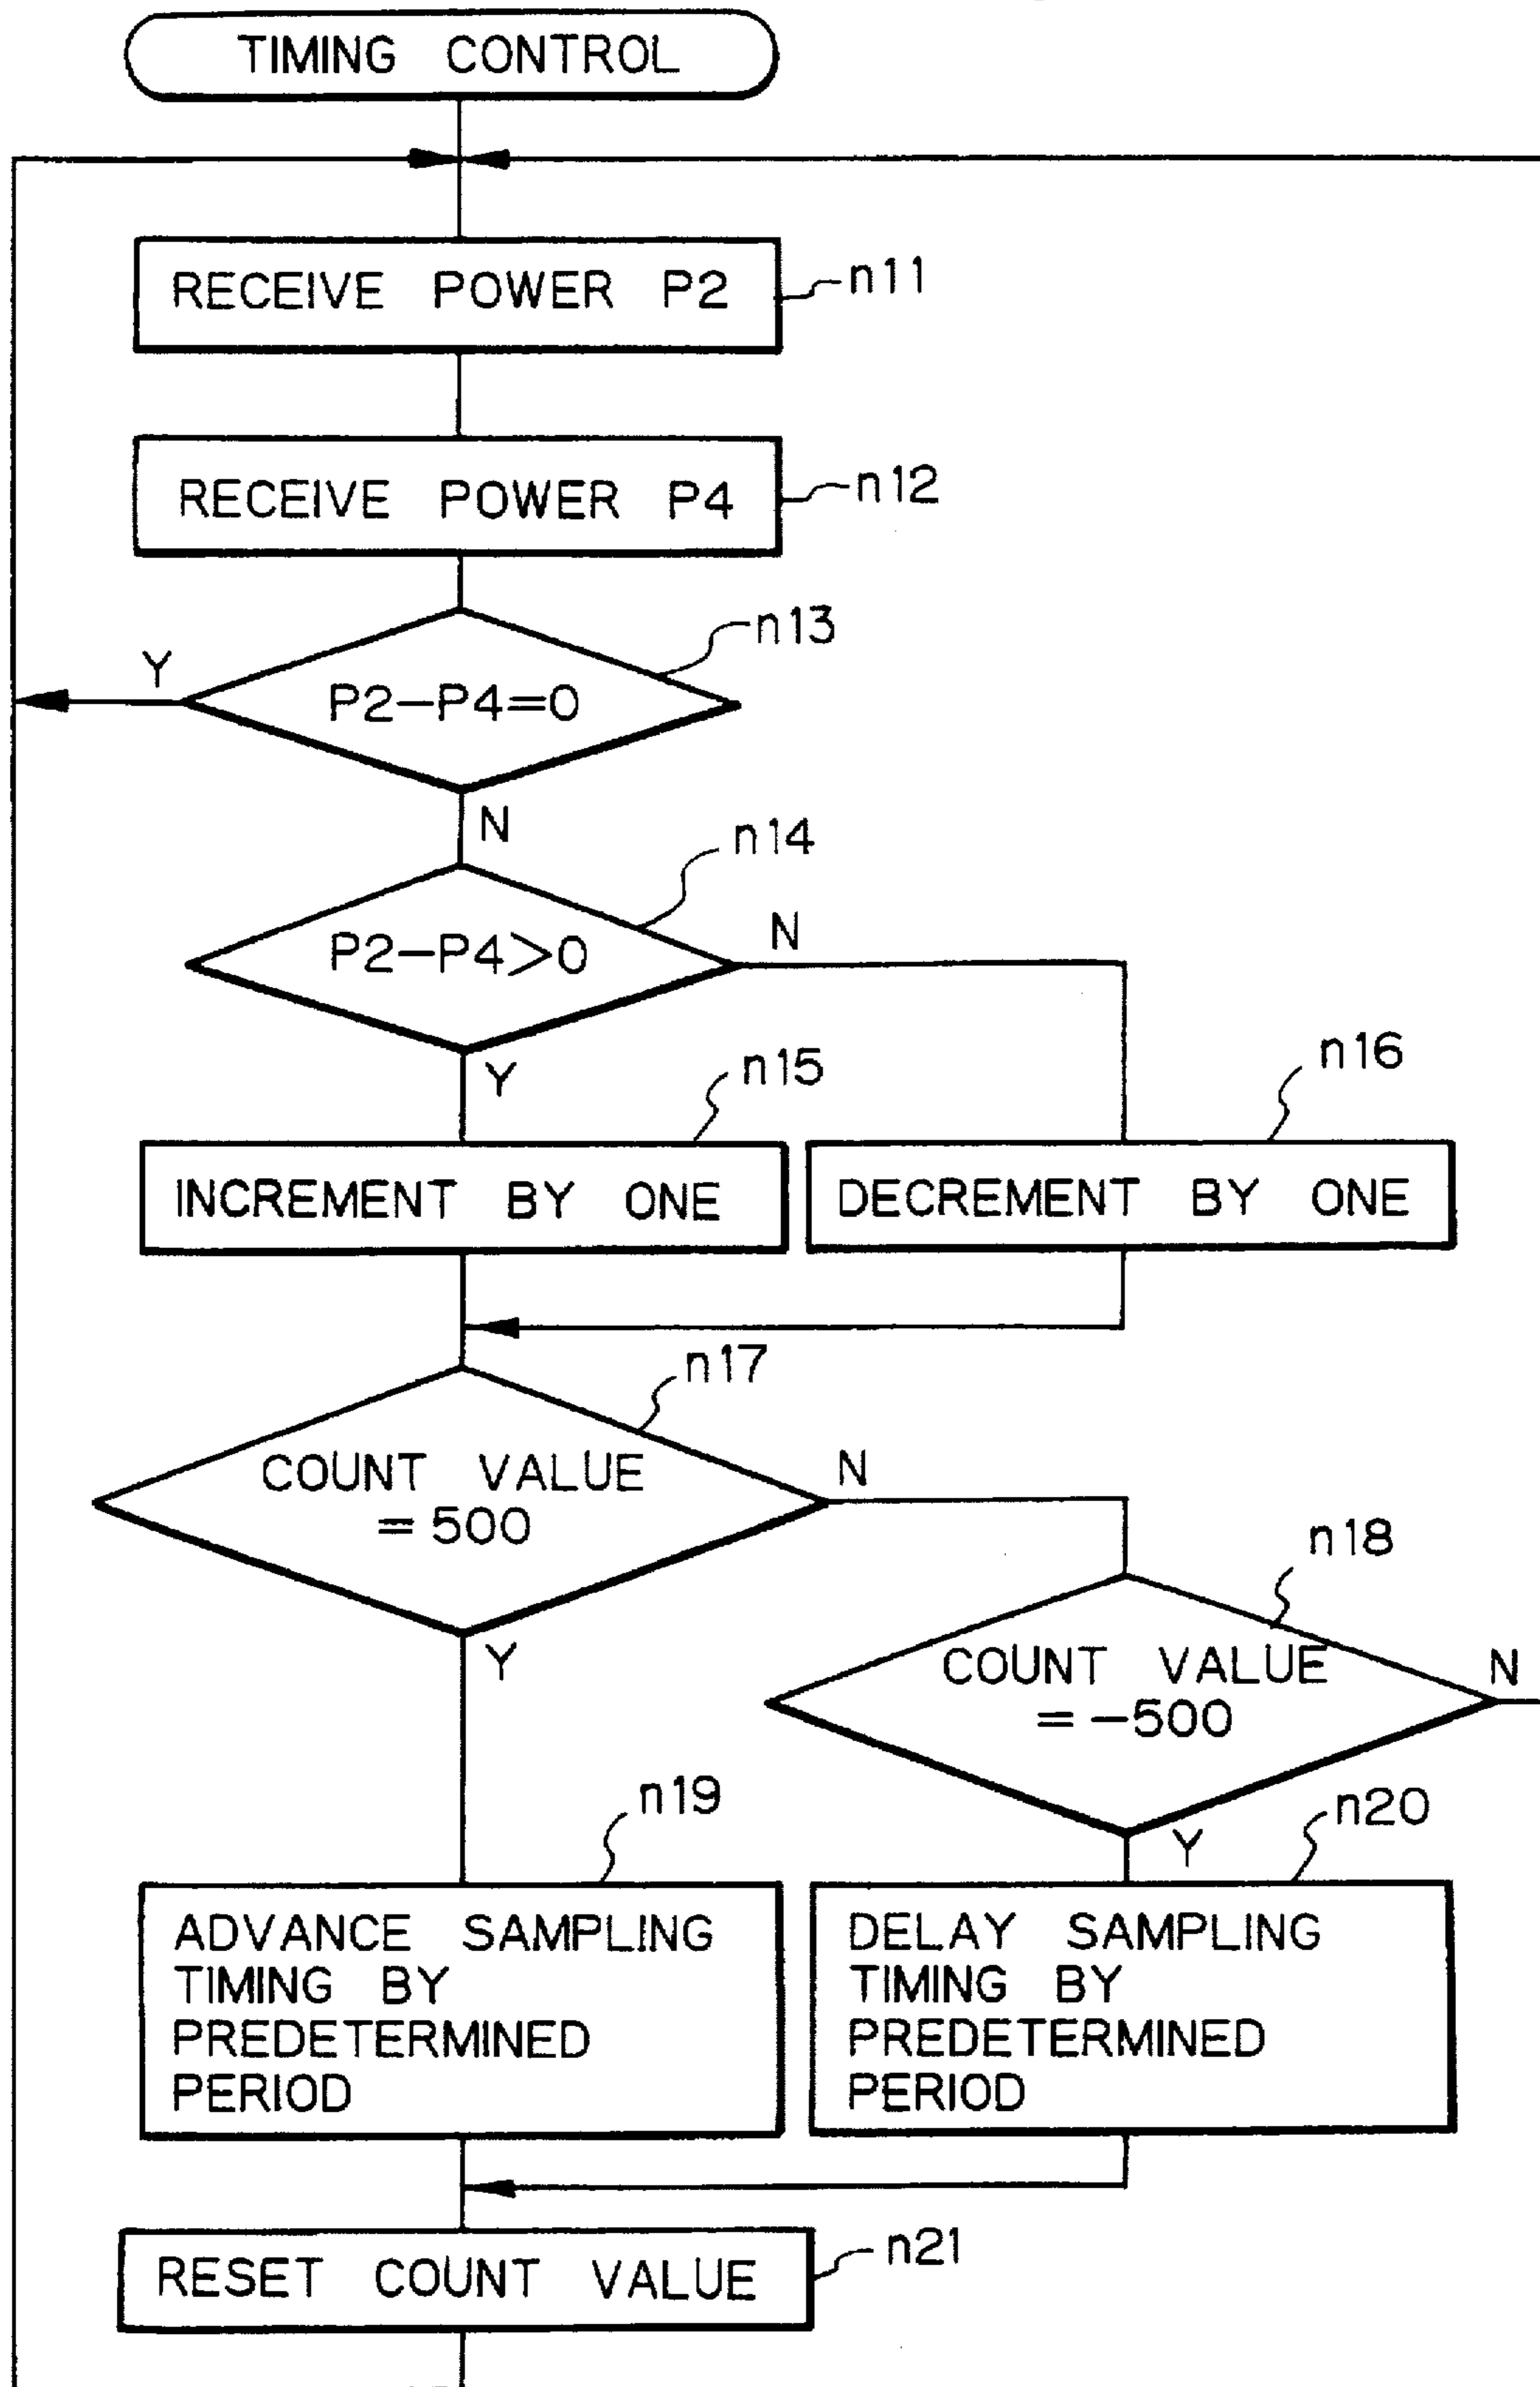 TIMING CONTROL
RECEIVE POWER P2
n11
RECEIVE POWER P4
n12
n13
Y
P2−P4=0
N
n14
P2−P4>0
N
Y
n15
n16
INCREMENT BY ONE
DECREMENT BY ONE
n17
COUNT VALUE
=500
N
n18
Y
COUNT VALUE
=−500
N
n19
n20
Y
ADVANCE SAMPLING
TIMING BY
PREDETERMINED
PERIOD
DELAY SAMPLING
TIMING BY
PREDETERMINED
PERIOD
RESET COUNT VALUE
n21